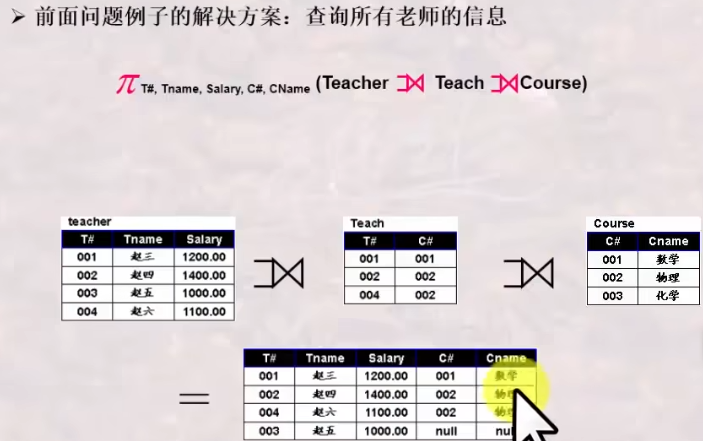 ➢ 前面问题例子的解决方案：查询所有老师的信息
π T#, Tname, Salary, C#, CName (Teacher ⟕ Teach ⟕ Course)
teacher
T# Tname Salary
001 赵三 1200.00
002 赵四 1400.00
003 赵五 1000.00
004 赵六 1100.00
⟕
Teach
T# C#
001 001
002 002
004 002
⟕
Course
C# Cname
001 数学
002 物理
003 化学
=
T# Tname Salary C# Cname
001 赵三 1200.00 001 数学
002 赵四 1400.00 002 物
004 赵六 1100.00 002 物
003 赵五 1000.00 null nu